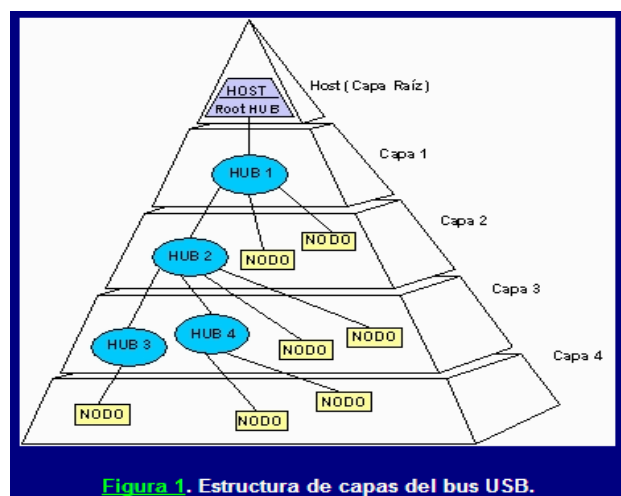 HOST
Root HUB
Host (Capa Raíz)
Capa 1
HUB 1
Capa 2
NODO
NODO
HUB 2
Capa 3
HUB 3
HUB 4
NODO
NODO
Capa 4
NODO
NODO
NODO
Figura 1. Estructura de capas del bus USB.